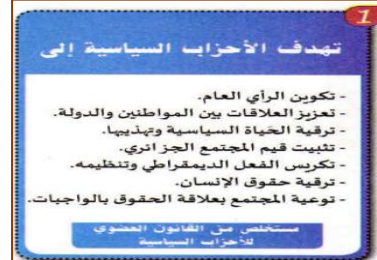 1
تهدف الأحزاب السياسية إلى
- تكوين الرأي العام.
- تعزيز العلاقات بين المواطنين والدولة.
- ترقية الحياة السياسية وتهذيبها.
- تثبيت قيم المجتمع الجزائري.
- تكريس الفعل الديمقراطي وتنظيمه.
- ترقية حقوق الإنسان.
- توعية المجتمع بعلاقة الحقوق بالواجبات.
مستخلص من القانون العضوي
للأحزاب السياسية